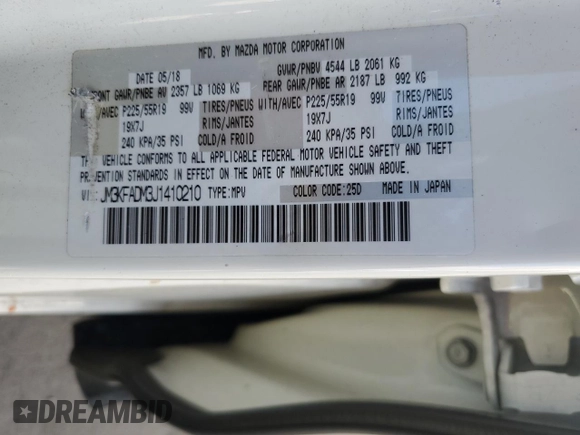 MFD. BY MAZDA MOTOR CORPORATION
DATE 05/18 GVWR/PNBV 4544 LB 2061 KG
FRONT GAWR/PNBE AV 2357 LB 1069 KG REAR GAWR/PNBE AR 2187 LB 992 KG
WITH/AVEC P225/55R19 99V TIRES/PNEUS WITH/AVEC P225/55R19 99V TIRES/PNEUS
19X7J RIMS/JANTES 19X7J RIMS/JANTES
240 KPA/35 PSI COLD/A FROID 240 KPA/35 PSI COLD/A FROID
THIS VEHICLE CONFORMS TO ALL APPLICABLE FEDERAL MOTOR VEHICLE SAFETY AND THEFT
PREVENTION STANDARDS IN EFFECT ON THE DATE OF MANUFACTURE SHOWN ABOVE.
VIN: JM3KFADM3J1410210 TYPE:MPV COLOR CODE:25D MADE IN JAPAN
DREAMBID